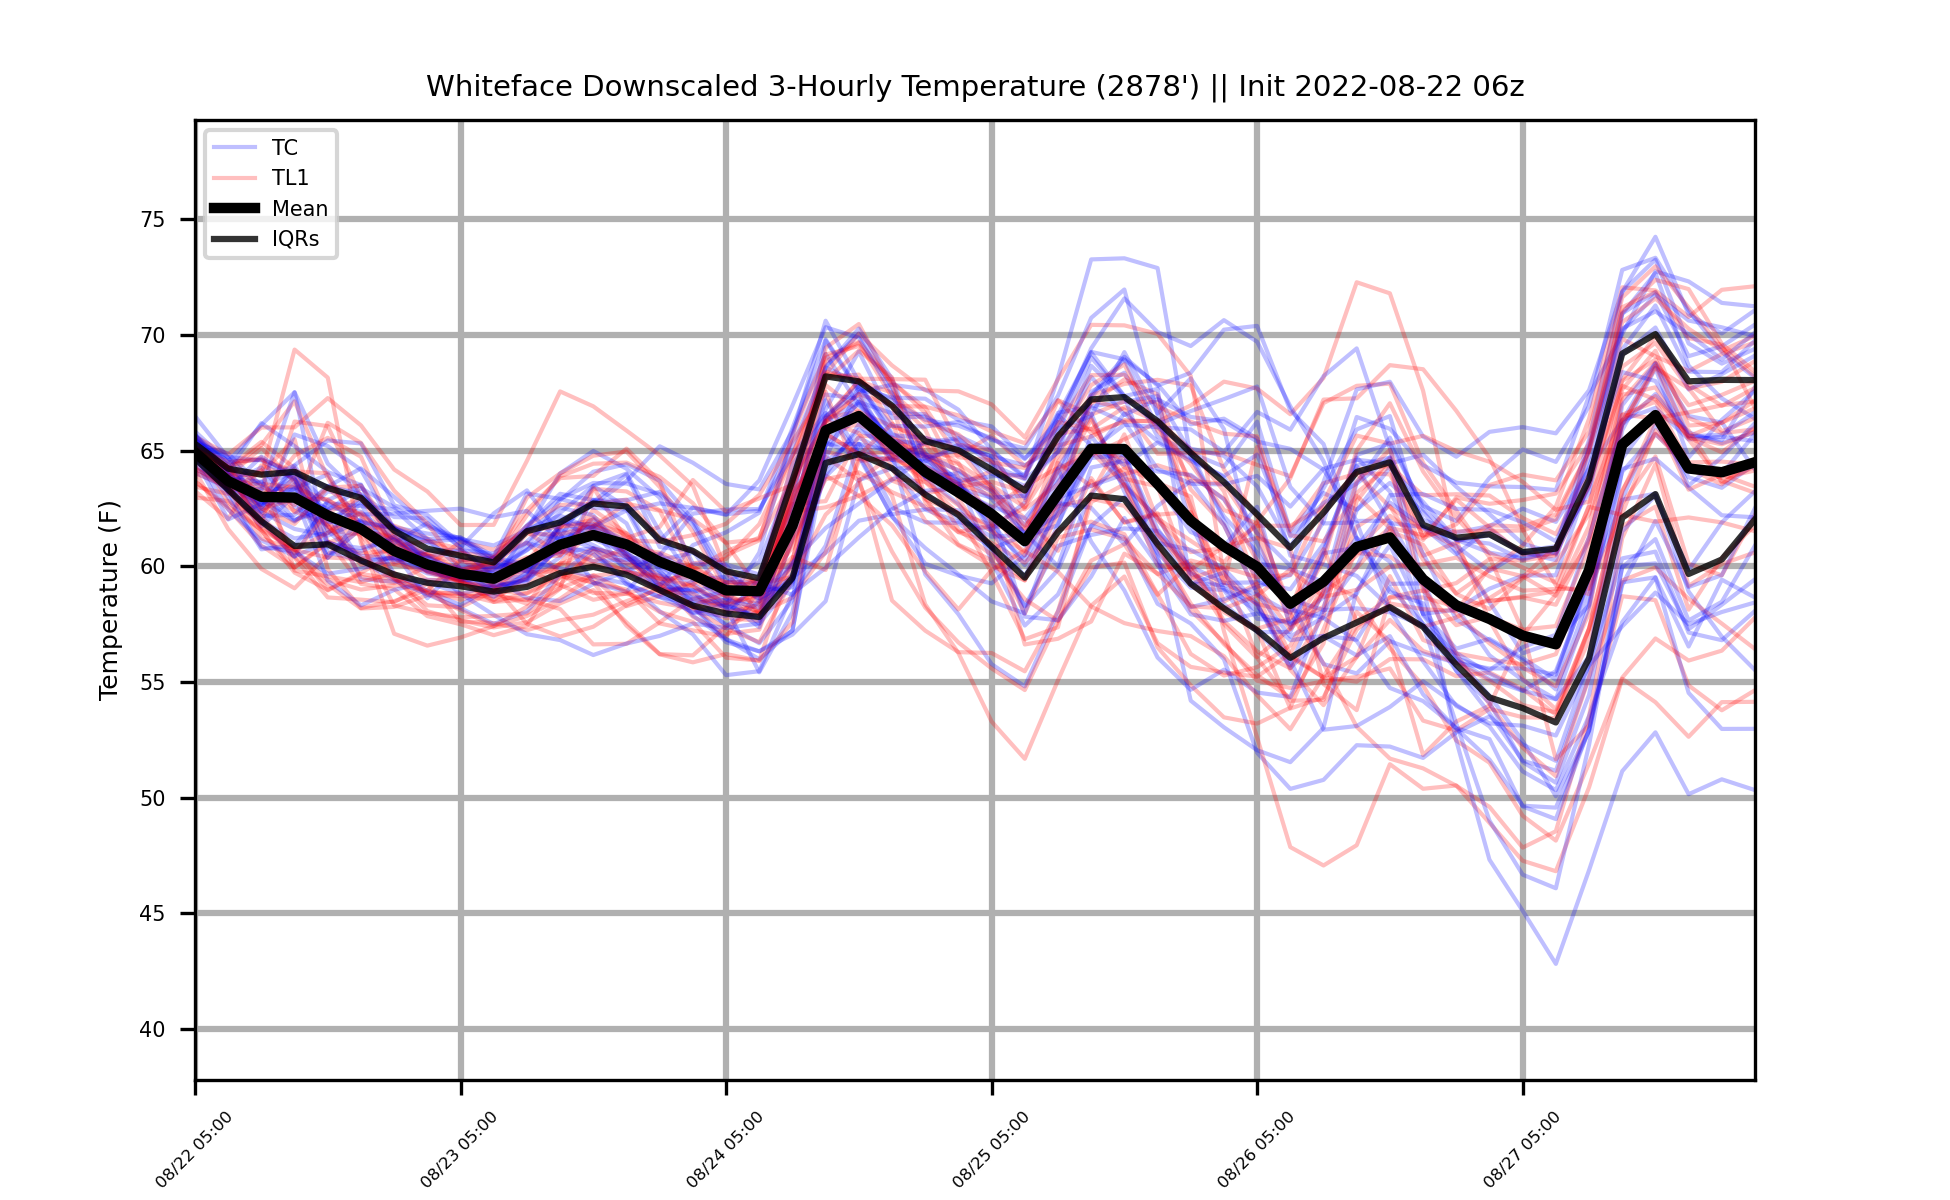 Whiteface Downscaled 3-Hourly Temperature (2878') || Init 2022-08-22 06z
TC
TL1
Mean
IQRs
Temperature (F)
75
70
65
60
55
50
45
40
08/22 05:00
08/23 05:00
08/24 05:00
08/25 05:00
08/26 05:00
08/27 05:00